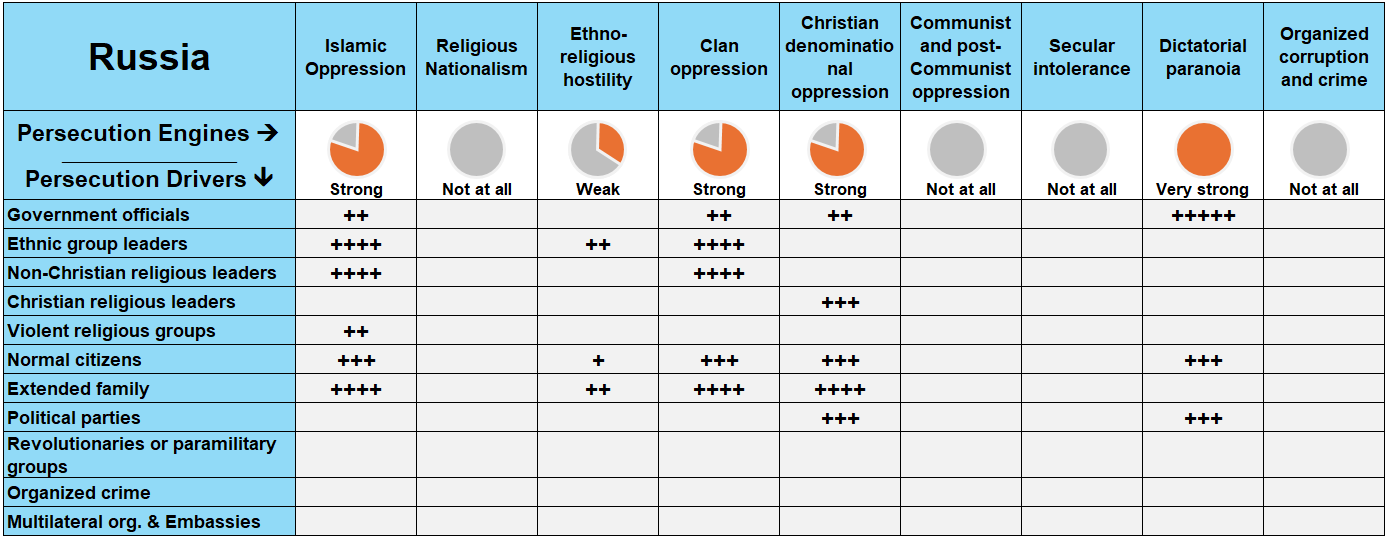 Russia
Islamic
Oppression
Religious
Nationalism
Ethno-
religious
hostility
Clan
oppression
Christian
denominatio
nal
oppression
Communist
and post-
Communist
oppression
Secular
intolerance
Dictatorial
paranoia
Organized
corruption
and crime
Persecution Engines →
Persecution Drivers ↓
Strong
Not at all
Weak
Strong
Strong
Not at all
Not at all
Very strong
Not at all
Government officials ++ ++ ++ +++++
Ethnic group leaders ++++ ++ ++++
Non-Christian religious leaders ++++ ++++
Christian religious leaders +++
Violent religious groups ++
Normal citizens +++ + +++ +++ +++
Extended family ++++ ++ ++++ ++++
Political parties +++ +++
Revolutionaries or paramilitary
groups
Organized crime
Multilateral org. & Embassies